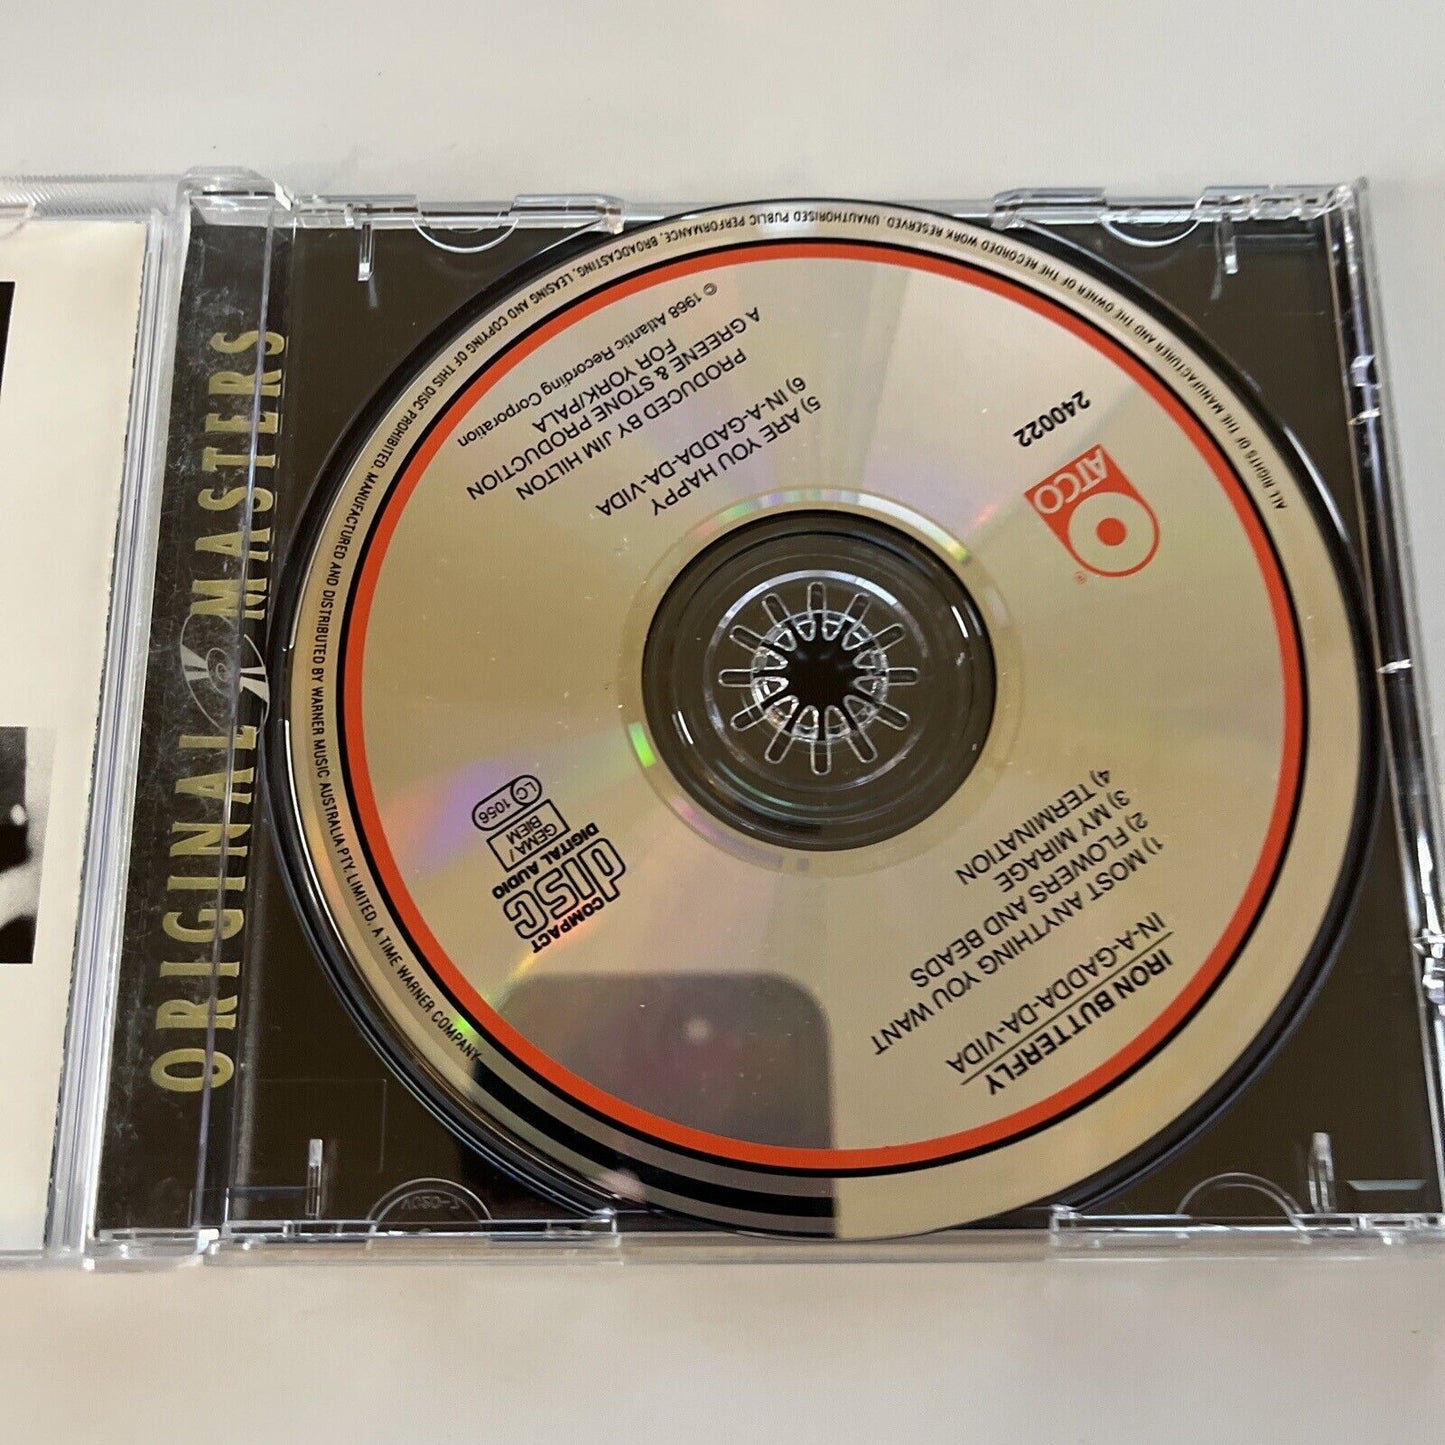 ORIGINAL MASTERS
IRON BUTTERFLY
IN-A-GADDA-DA-VIDA
1) MOST ANYTHING YOU WANT
2) FLOWERS AND BEADS
3) MY MIRAGE
4) TERMINATION
COMPACT
disc
DIGITAL AUDIO
GEMA/
BIEM
LC 1056
ATCO
®
240022
5) ARE YOU HAPPY
6) IN-A-GADDA-DA-VIDA
PRODUCED BY JIM HILTON
A GREENE & STONE PRODUCTION
FOR YORK/PALA
© 1968 Atlantic Recording Corporation
ALL RIGHTS OF THE MANUFACTURER AND THE OWNER OF THE RECORDED WORK RESERVED. UNAUTHORISED PUBLIC PERFORMANCE, BROADCASTING, LEASING AND COPYING OF THIS DISC PROHIBITED. MANUFACTURED AND DISTRIBUTED BY WARNER MUSIC AUSTRALIA PTY. LIMITED. A TIME WARNER COMPANY